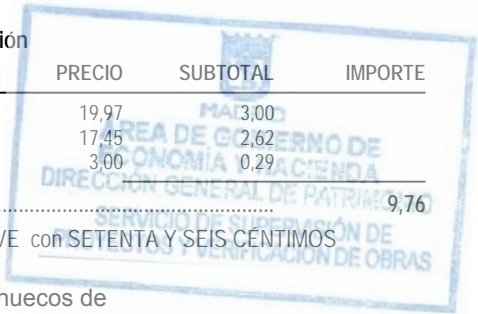 ión
PRECIO SUBTOTAL IMPORTE
19,97 3,00
MADRID
17,45 2,62
ÁREA DE GOBIERNO DE
ECONOMÍA Y HACIENDA
3,00 0,29
DIRECCIÓN GENERAL DE PATRIMONIO
9,76
SERVICIO DE SUPERVISIÓN DE
VE con SETENTA Y SEIS CÉNTIMOS
Y VERIFICACIÓN DE OBRAS
huecos de